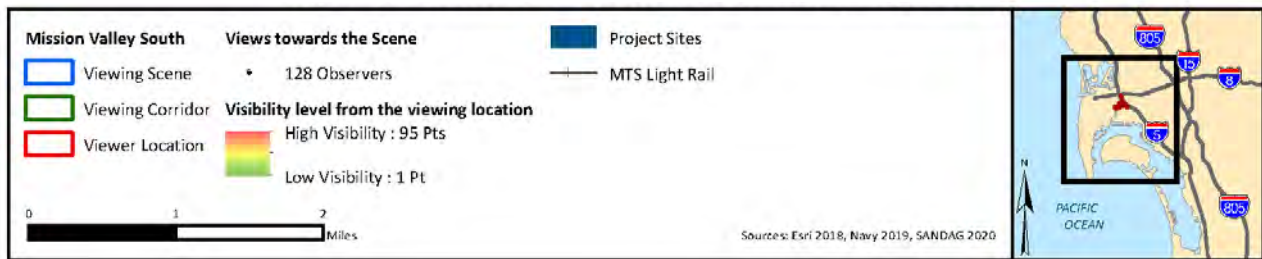 Mission Valley South
Viewing Scene
Viewing Corridor
Viewer Location
Views towards the Scene
128 Observers
Visibility level from the viewing location
High Visibility : 95 Pts
Low Visibility : 1 Pt
Project Sites
MTS Light Rail
0 1 2
Miles
Sources: Esri 2018, Navy 2019, SANDAG 2020
805
15
8
5
N
PACIFIC
OCEAN
805